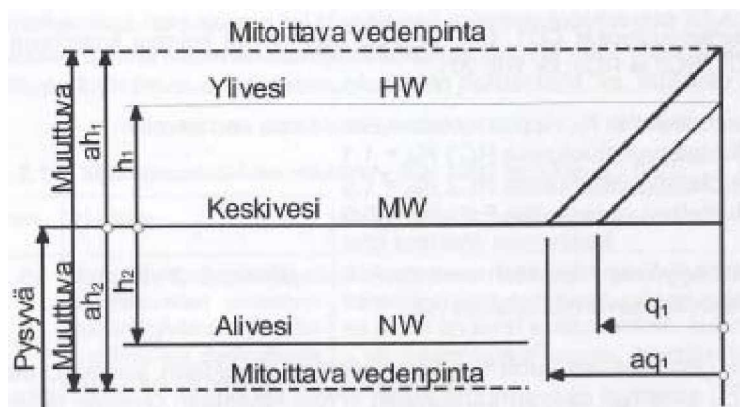 Mitoittava vedenpinta
Ylivesi HW
Muuttuva
ah₁
h₁
Keskivesi MW
Pysyvä
Muuttuva
ah₂
h₂
q₁
Alivesi NW
aq₁
Mitoittava vedenpinta